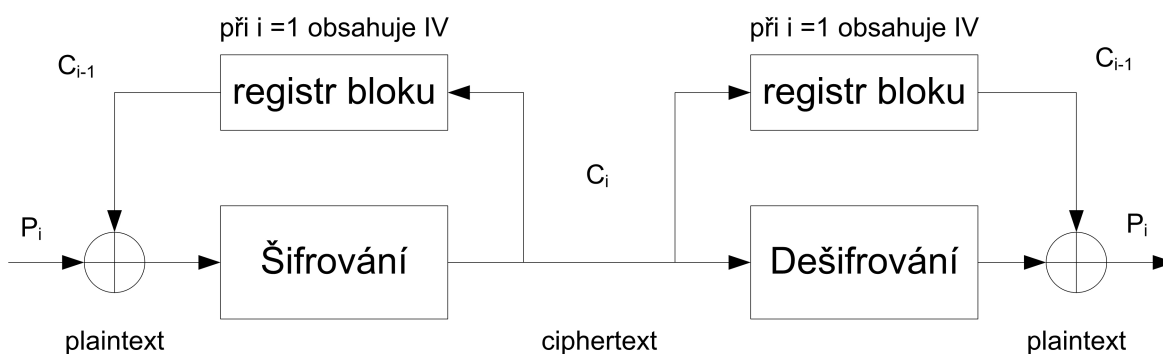 při i =1 obsahuje IV
při i =1 obsahuje IV
Ci-1
registr bloku
registr bloku
Ci-1
Ci
Pi
Šifrování
Dešifrování
Pi
plaintext
ciphertext
plaintext